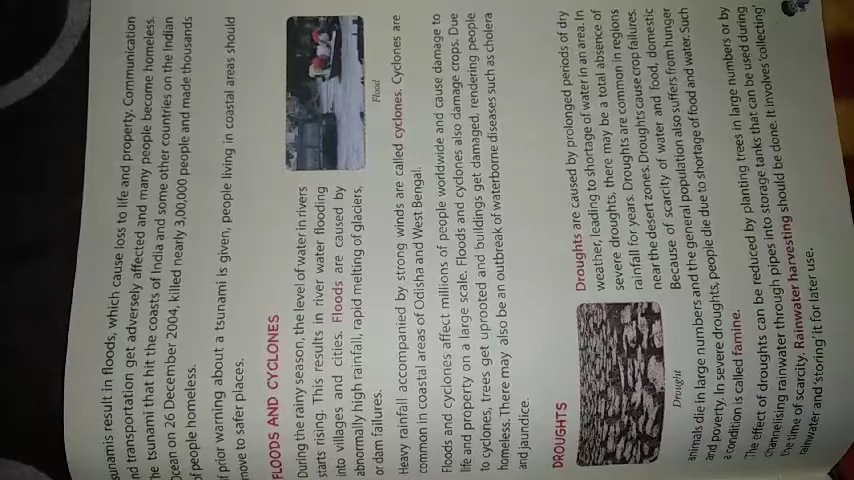 sunamis result in floods, which cause loss to life and property. Communication
nd transportation get adversely affected and many people become homeless.
he tsunami that hit the coasts of India and some other countries on the Indian
Ocean on 26 December 2004, killed nearly 3,00,000 people and made thousands
of people homeless.
f prior warning about a tsunami is given, people living in coastal areas should
move to safer places.
FLOODS AND CYCLONES
During the rainy season, the level of water in rivers
starts rising. This results in river water flooding
into villages and cities. Floods are caused by
abnormally high rainfall, rapid melting of glaciers,
or dam failures.
Flood
Heavy rainfall accompanied by strong winds are called cyclones. Cyclones are
common in coastal areas of Odisha and West Bengal.
Floods and cyclones affect millions of people worldwide and cause damage to
life and property on a large scale. Floods and cyclones also damage crops. Due
to cyclones, trees get uprooted and buildings get damaged, rendering people
homeless. There may also be an outbreak of waterborne diseases such as cholera
and jaundice.
DROUGHTS
Droughts are caused by prolonged periods of dry
weather, leading to shortage of water in an area. In
severe droughts, there may be a total absence of
rainfall for years. Droughts are common in regions
near the desert zones. Droughts cause crop failures.
Because of scarcity of water and food, domestic
Drought
animals die in large numbers and the general population also suffers from hunger
and poverty. In severe droughts, people die due to shortage of food and water. Such
a condition is called famine.
The effect of droughts can be reduced by planting trees in large numbers or by
channelising rainwater through pipes into storage tanks that can be used during
the time of scarcity. Rainwater harvesting should be done. It involves 'collecting'
rainwater and 'storing' it for later use.